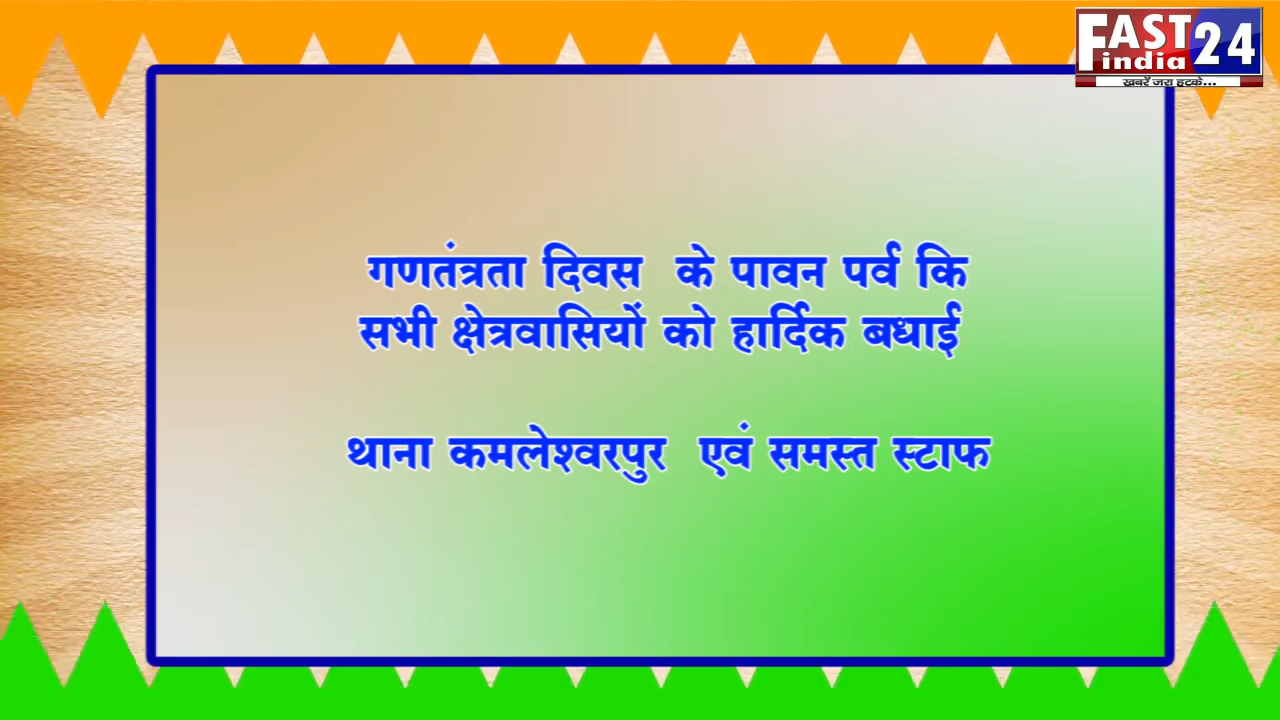 FAST
india 24
खबरें जरा हटके...
गणतंत्रता दिवस के पावन पर्व कि
सभी क्षेत्रवासियों को हार्दिक बधाई
थाना कमलेश्वरपुर एवं समस्त स्टाफ